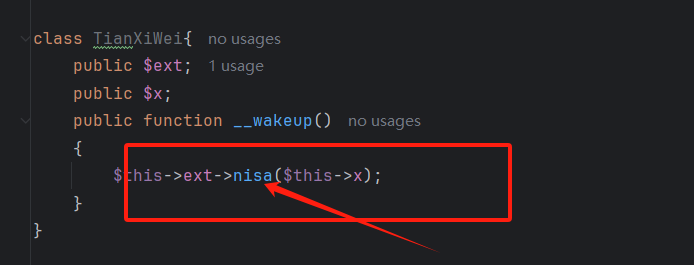 class TianXiWei{ no usages
public $ext; 1 usage
public $x;
public function __wakeup() no usages
{
$this->ext->nisa($this->x);
}
}